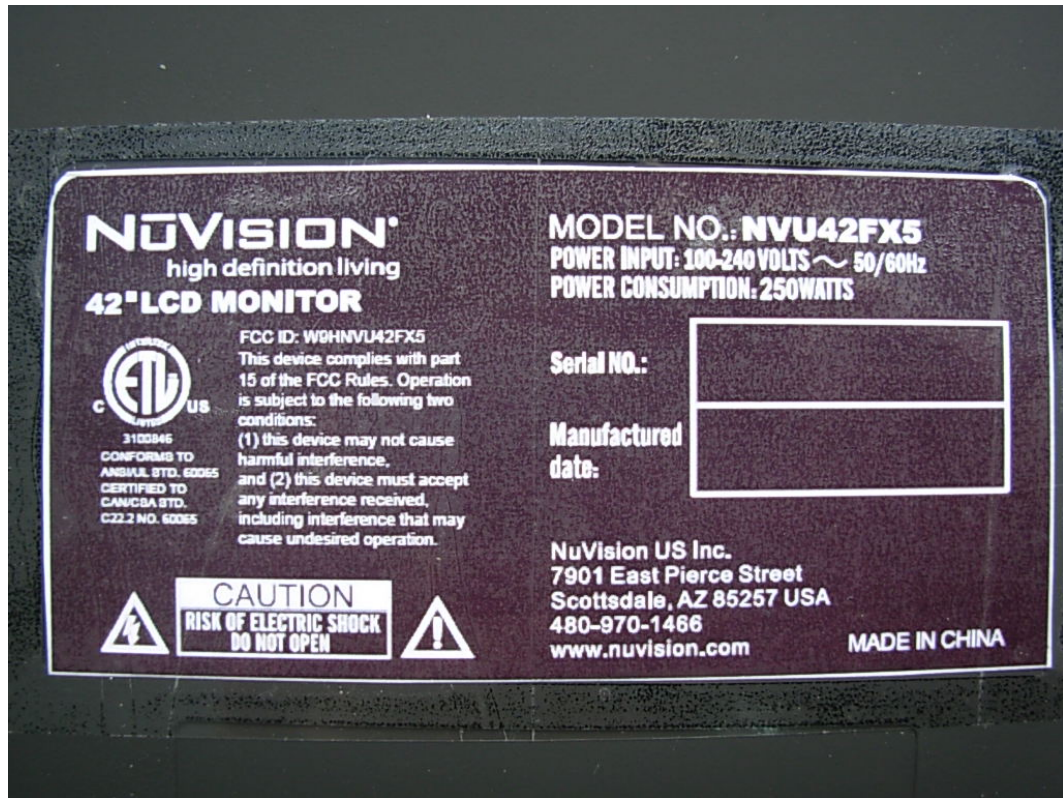 NŪVISION
high definition living
42"LCD MONITOR
INTERTEK
ETL
C US
LISTED
3100846
CONFORMS TO
ANSI/UL STD. 60065
CERTIFIED TO
CAN/CSA STD.
C22.2 NO. 60065
FCC ID: W9HNVU42FX5
This device complies with part
15 of the FCC Rules. Operation
is subject to the following two
conditions:
(1) this device may not cause
harmful interference,
and (2) this device must accept
any interference received,
including interference that may
cause undesired operation.
CAUTION
RISK OF ELECTRIC SHOCK
DO NOT OPEN
MODEL NO.: NVU42FX5
POWER INPUT: 100-240 VOLTS ~ 50/60Hz
POWER CONSUMPTION: 250WATTS
Serial NO.:
Manufactured
date:
NuVision US Inc.
7901 East Pierce Street
Scottsdale, AZ 85257 USA
480-970-1466
www.nuvision.com
MADE IN CHINA